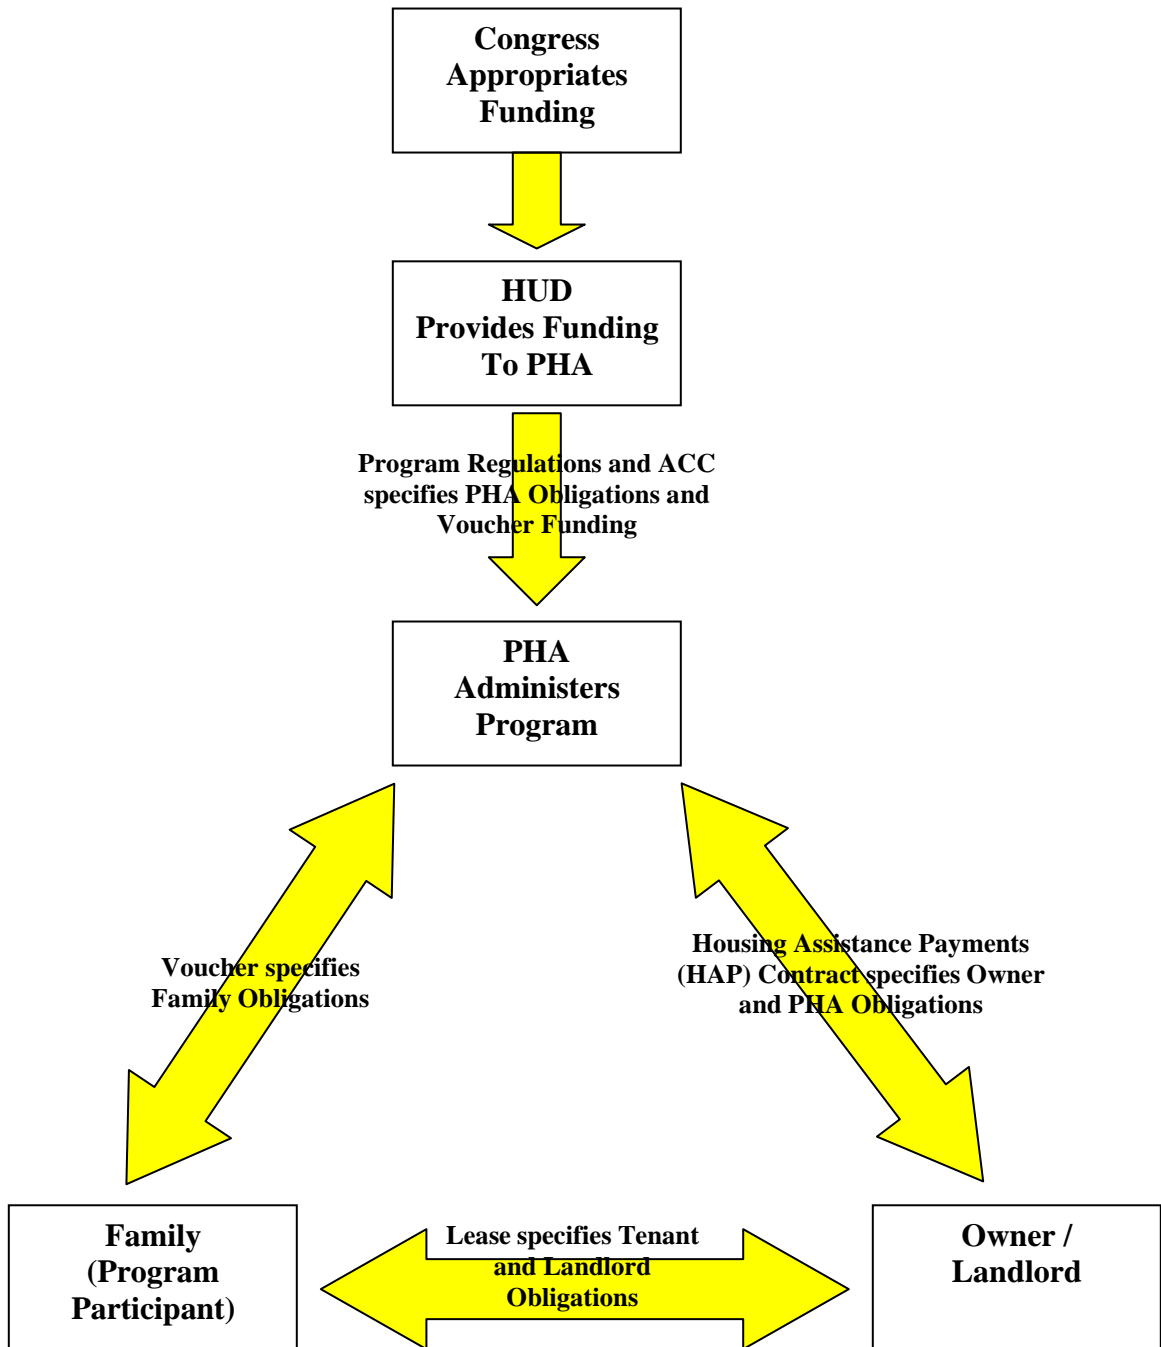 Congress
Appropriates
Funding
HUD
Provides Funding
To PHA
Program Regulations and ACC
specifies PHA Obligations and
Voucher Funding
PHA
Administers
Program
Voucher specifies
Family Obligations
Housing Assistance Payments
(HAP) Contract specifies Owner
and PHA Obligations
Family
(Program
Participant)
Lease specifies Tenant
and Landlord
Obligations
Owner /
Landlord